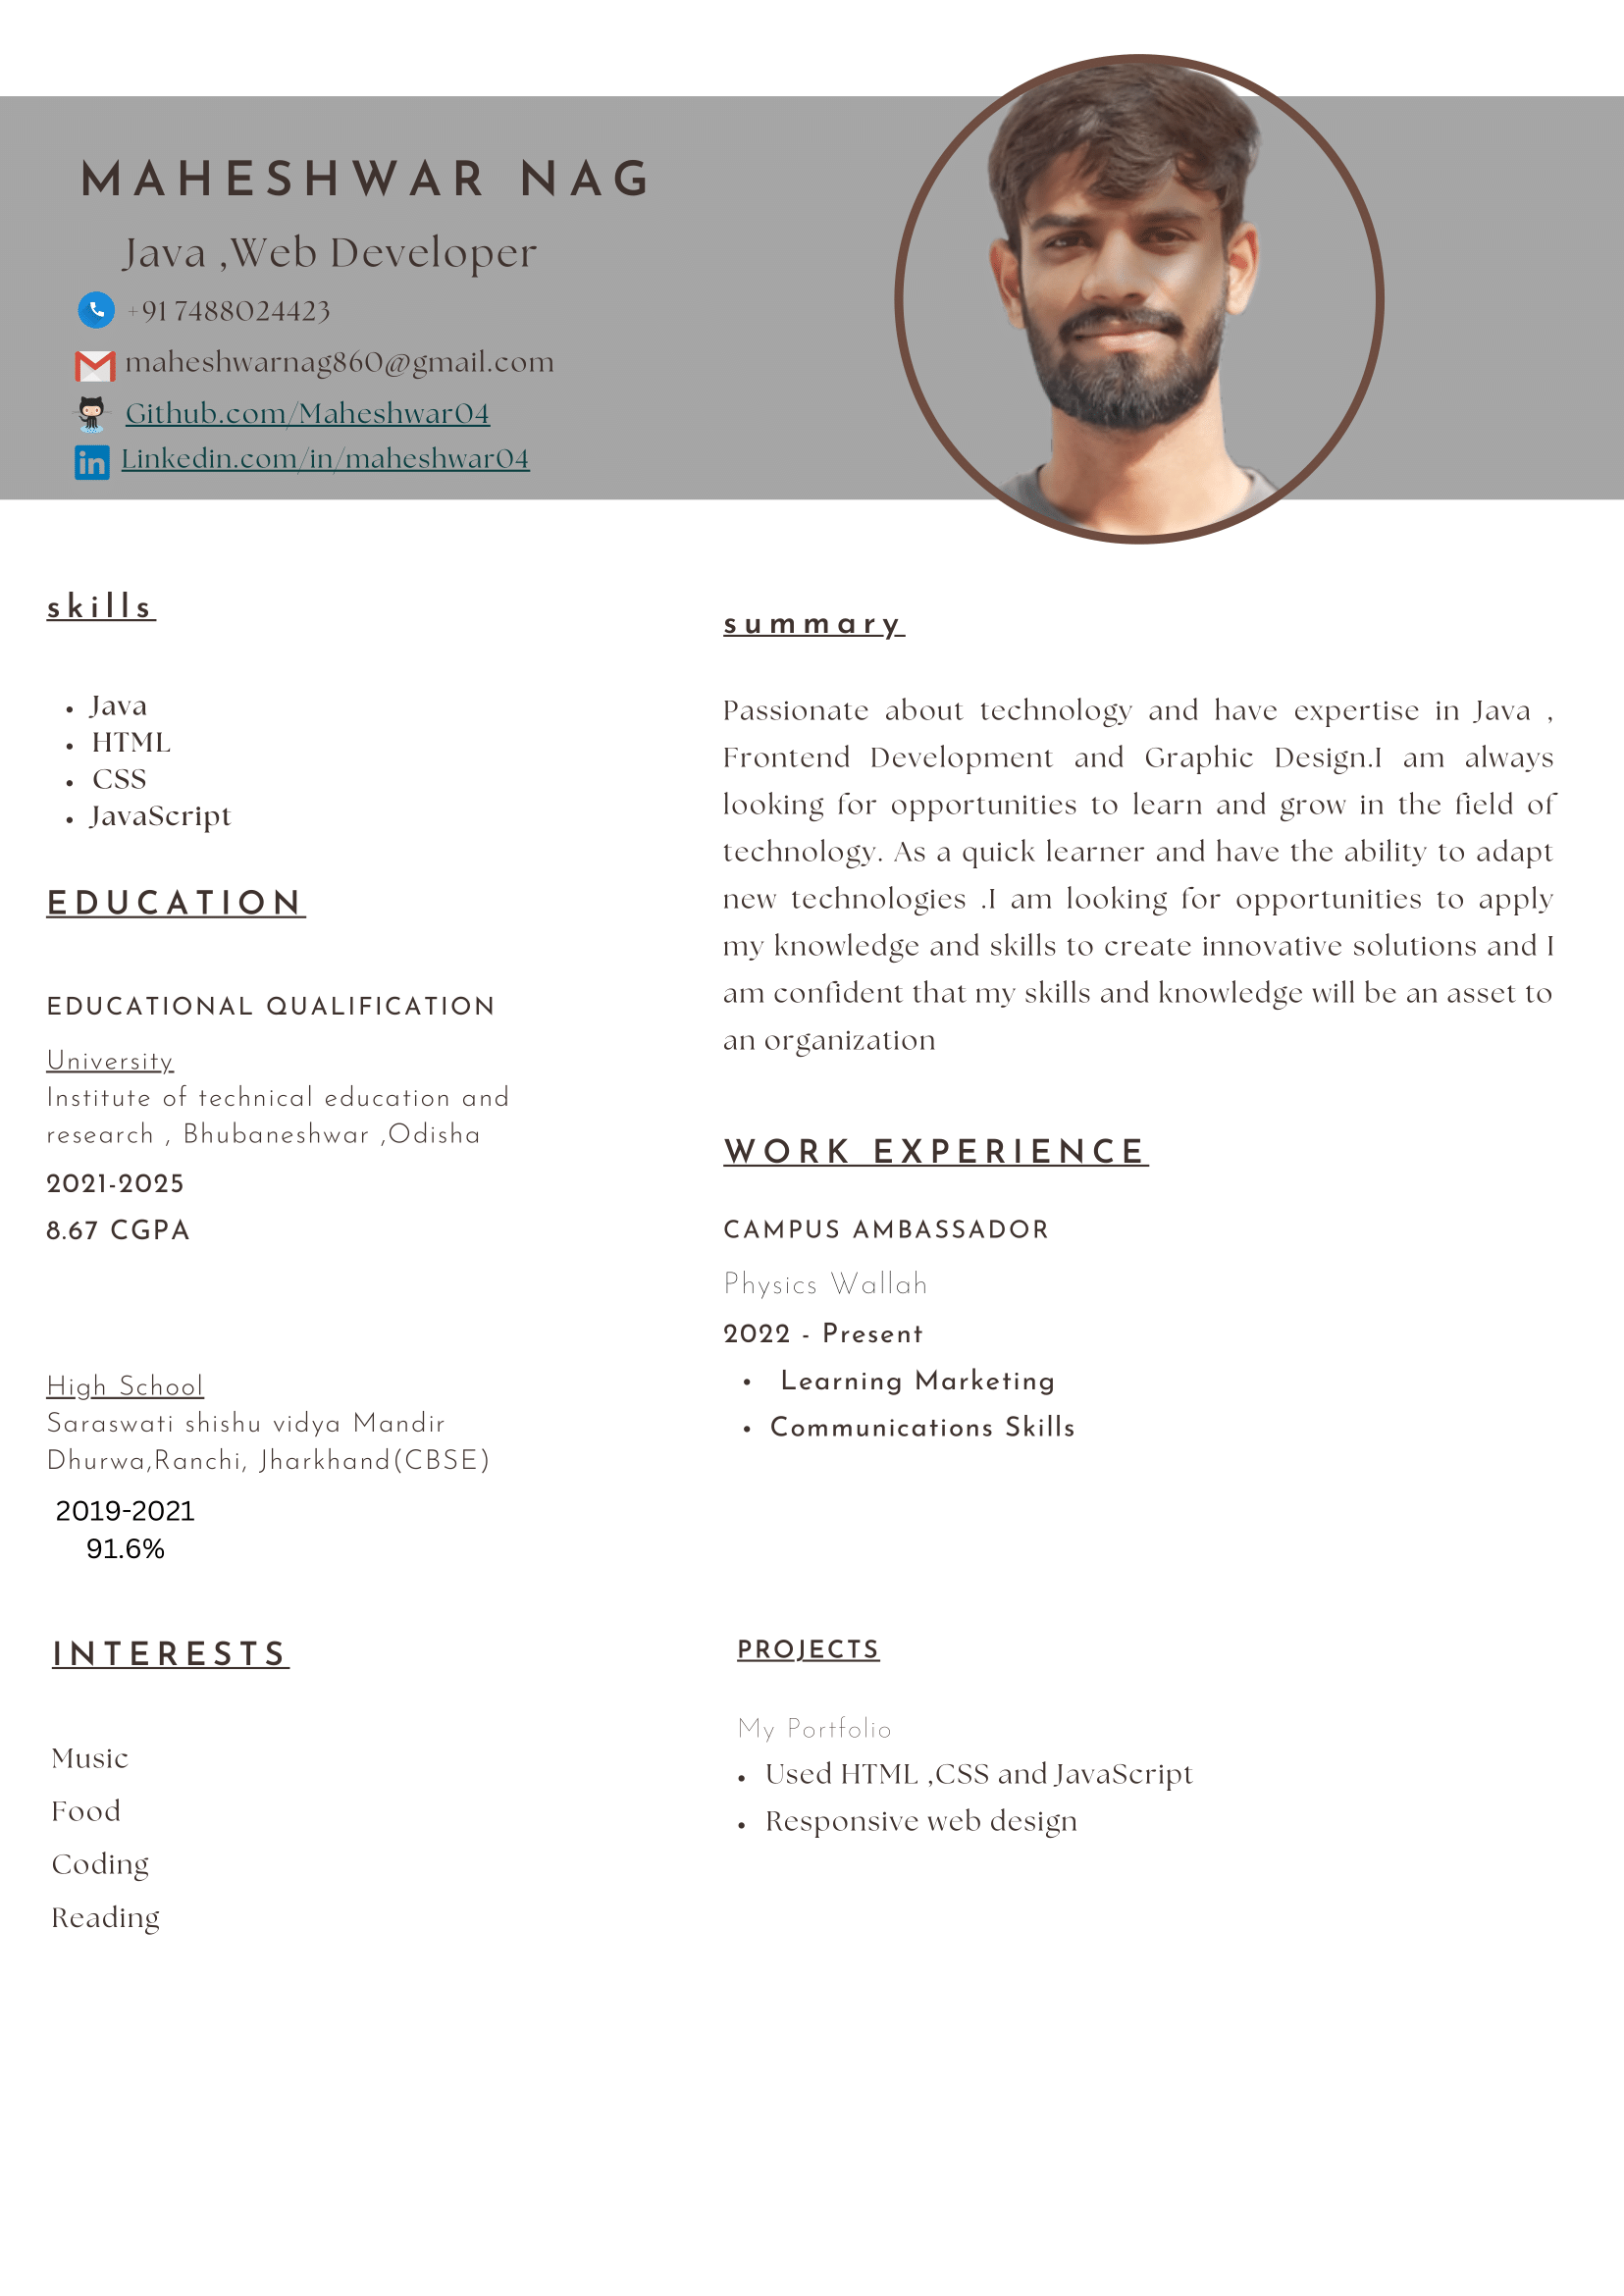 MAHESHWAR NAG
Java ,Web Developer
+91 7488024423
maheshwarnag860@gmail.com
Github.com/Maheshwar04
in Linkedin.com/in/maheshwar04
skills
• Java
• HTML
• CSS
• JavaScript
EDUCATION
EDUCATIONAL QUALIFICATION
University
Institute of technical education and
research , Bhubaneshwar ,Odisha
2021-2025
8.67 CGPA
High School
Saraswati shishu vidya Mandir
Dhurwa,Ranchi, Jharkhand(CBSE)
2019-2021
91.6%
INTERESTS
Music
Food
Coding
Reading
summary
Passionate about technology and have expertise in Java ,
Frontend Development and Graphic Design.I am always
looking for opportunities to learn and grow in the field of
technology. As a quick learner and have the ability to adapt
new technologies .I am looking for opportunities to apply
my knowledge and skills to create innovative solutions and I
am confident that my skills and knowledge will be an asset to
an organization
WORK EXPERIENCE
CAMPUS AMBASSADOR
Physics Wallah
2022 - Present
• Learning Marketing
• Communications Skills
PROJECTS
My Portfolio
• Used HTML ,CSS and JavaScript
• Responsive web design